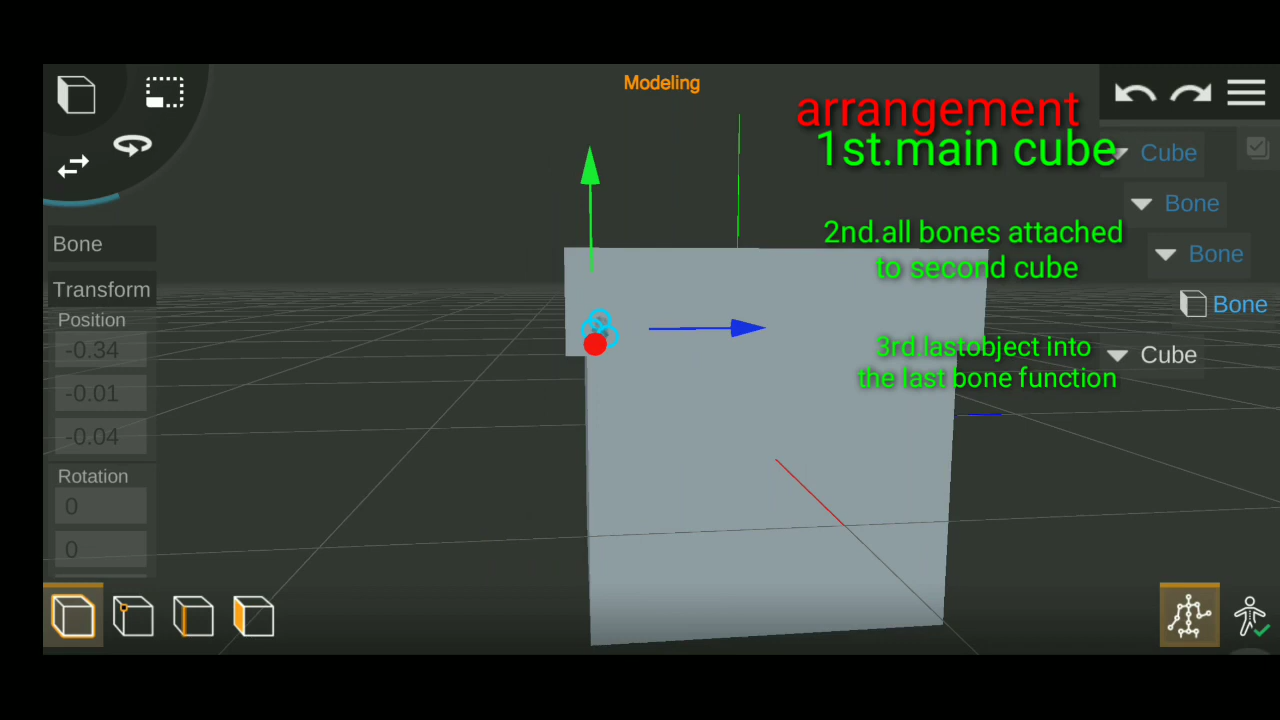 Modeling
arrangement
1st.main cube
2nd.all bones attached
to second cube
3rd.lastobject into
the last bone function
Cube
Bone
Bone
Bone
Cube
Bone
Transform
Position
-0.34
-0.01
-0.04
Rotation
0
0